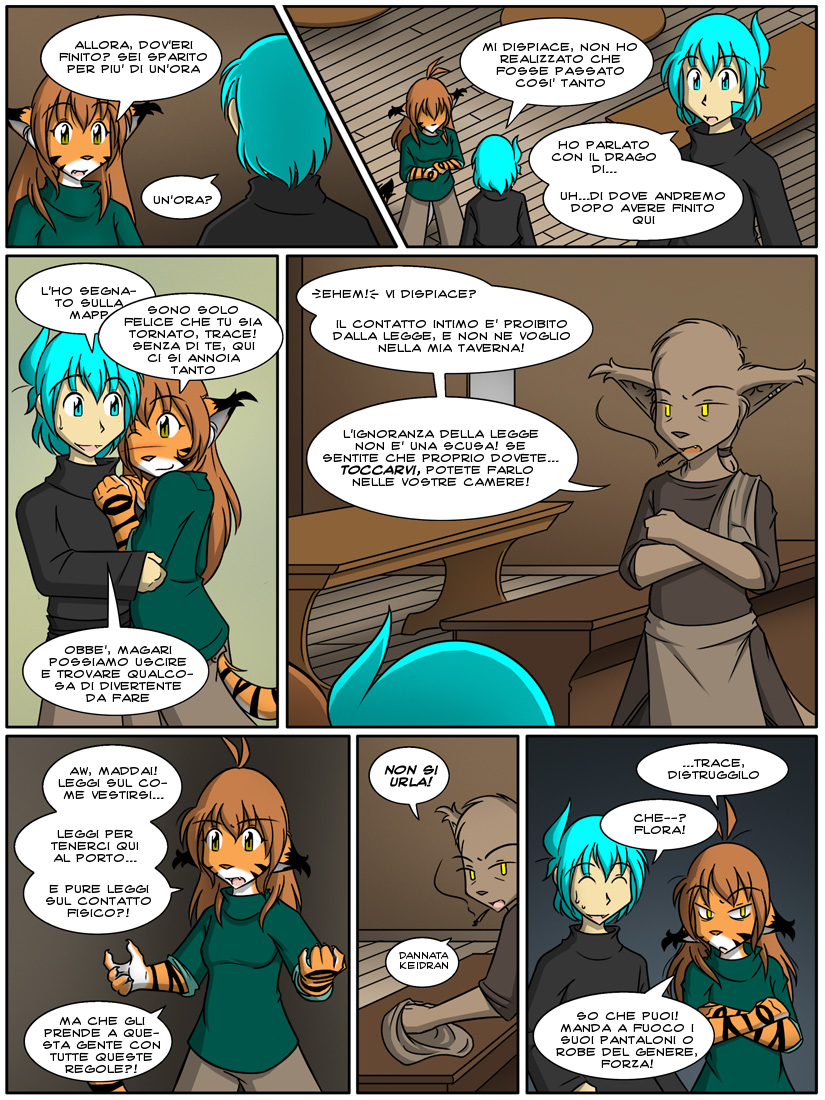 ALLORA, DOV'ERI
FINITO? SEI SPARITO
PER PIU' DI UN'ORA
UN'ORA?
MI DISPIACE, NON HO
REALIZZATO CHE
FOSSE PASSATO
COSI' TANTO
HO PARLATO
CON IL DRAGO
DI...
UH...DI DOVE ANDREMO
DOPO AVERE FINITO
QUI
L'HO SEGNA-
TO SULLA
MAPP
SONO SOLO
FELICE CHE TU SIA
TORNATO, TRACE!
SENZA DI TE, QUI
CI SI ANNOIA
TANTO
OBBE', MAGARI
POSSIAMO USCIRE
E TROVARE QUALCO-
SA DI DIVERTENTE
DA FARE
EHEM! VI DISPIACE?
IL CONTATTO INTIMO E' PROIBITO
DALLA LEGGE, E NON NE VOGLIO
NELLA MIA TAVERNA!
L'IGNORANZA DELLA LEGGE
NON E' UNA SCUSA! SE
SENTITE CHE PROPRIO DOVETE...
TOCCARVI, POTETE FARLO
NELLE VOSTRE CAMERE!
AW, MADDAI!
LEGGI SUL CO-
ME VESTIRSI...
LEGGI PER
TENERCI QUI
AL PORTO...
E PURE LEGGI
SUL CONTATTO
FISICO?!
MA CHE GLI
PRENDE A QUE-
STA GENTE CON
TUTTE QUESTE
REGOLE?!
NON SI
URLA!
DANNATA
KEIDRAN
...TRACE,
DISTRUGGILO
CHE--?
FLORA!
SO CHE PUOI!
MANDA A FUOCO I
SUOI PANTALONI O
ROBE DEL GENERE,
FORZA!